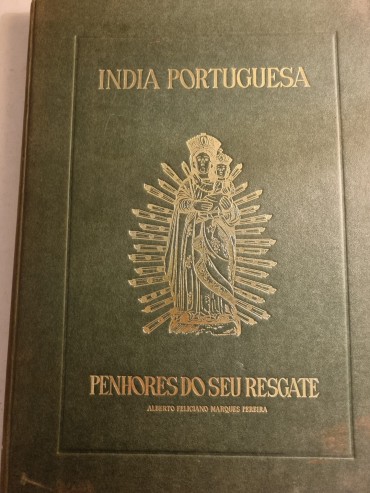 INDIA PORTUGUESA
PENHORES DO SEU RESGATE
ALBERTO FELICIANO MARQUES PEREIRA